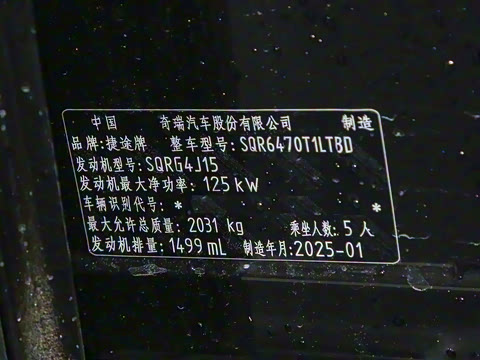 中国 奇瑞汽车股份有限公司 制造
品牌:捷途牌 整车型号:SQR6470T1LTBD
发动机型号:SQRG4J15
发动机最大净功率: 125 kW
车辆识别代号: * *
最大允许总质量: 2031 kg 乘坐人数: 5 人
发动机排量: 1499 mL 制造年月:2025-01